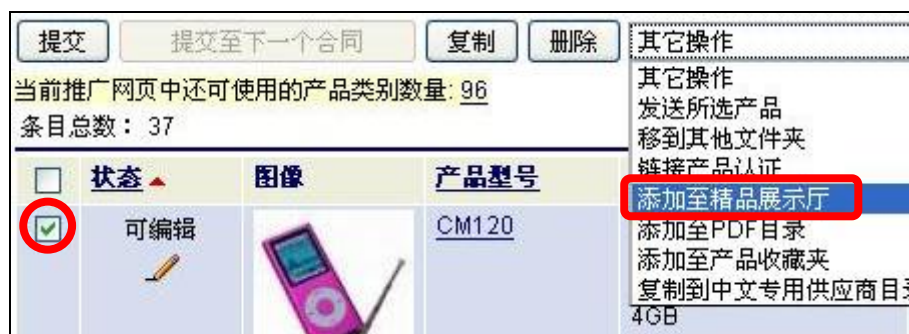 提交 提交至下一个合同 复制 删除 其它操作
当前推广网页中还可使用的产品类别数量: 96
条目总数： 37
其它操作
发送所选产品
移到其他文件夹
链接产品认证
添加至精品展示厅
添加至PDF目录
添加至产品收藏夹
复制到中文专用供应商目录
状态 图像 产品型号
可编辑 CM120
4GB